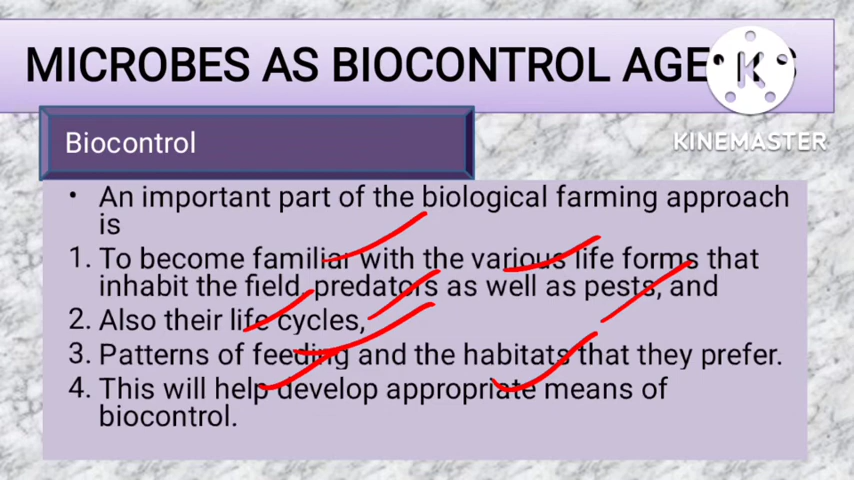 MICROBES AS BIOCONTROL AGENTS
KINEMASTER
Biocontrol
• An important part of the biological farming approach
is
1. To become familiar with the various life forms that
inhabit the field, predators as well as pests, and
2. Also their life cycles,
3. Patterns of feeding and the habitats that they prefer.
4. This will help develop appropriate means of
biocontrol.